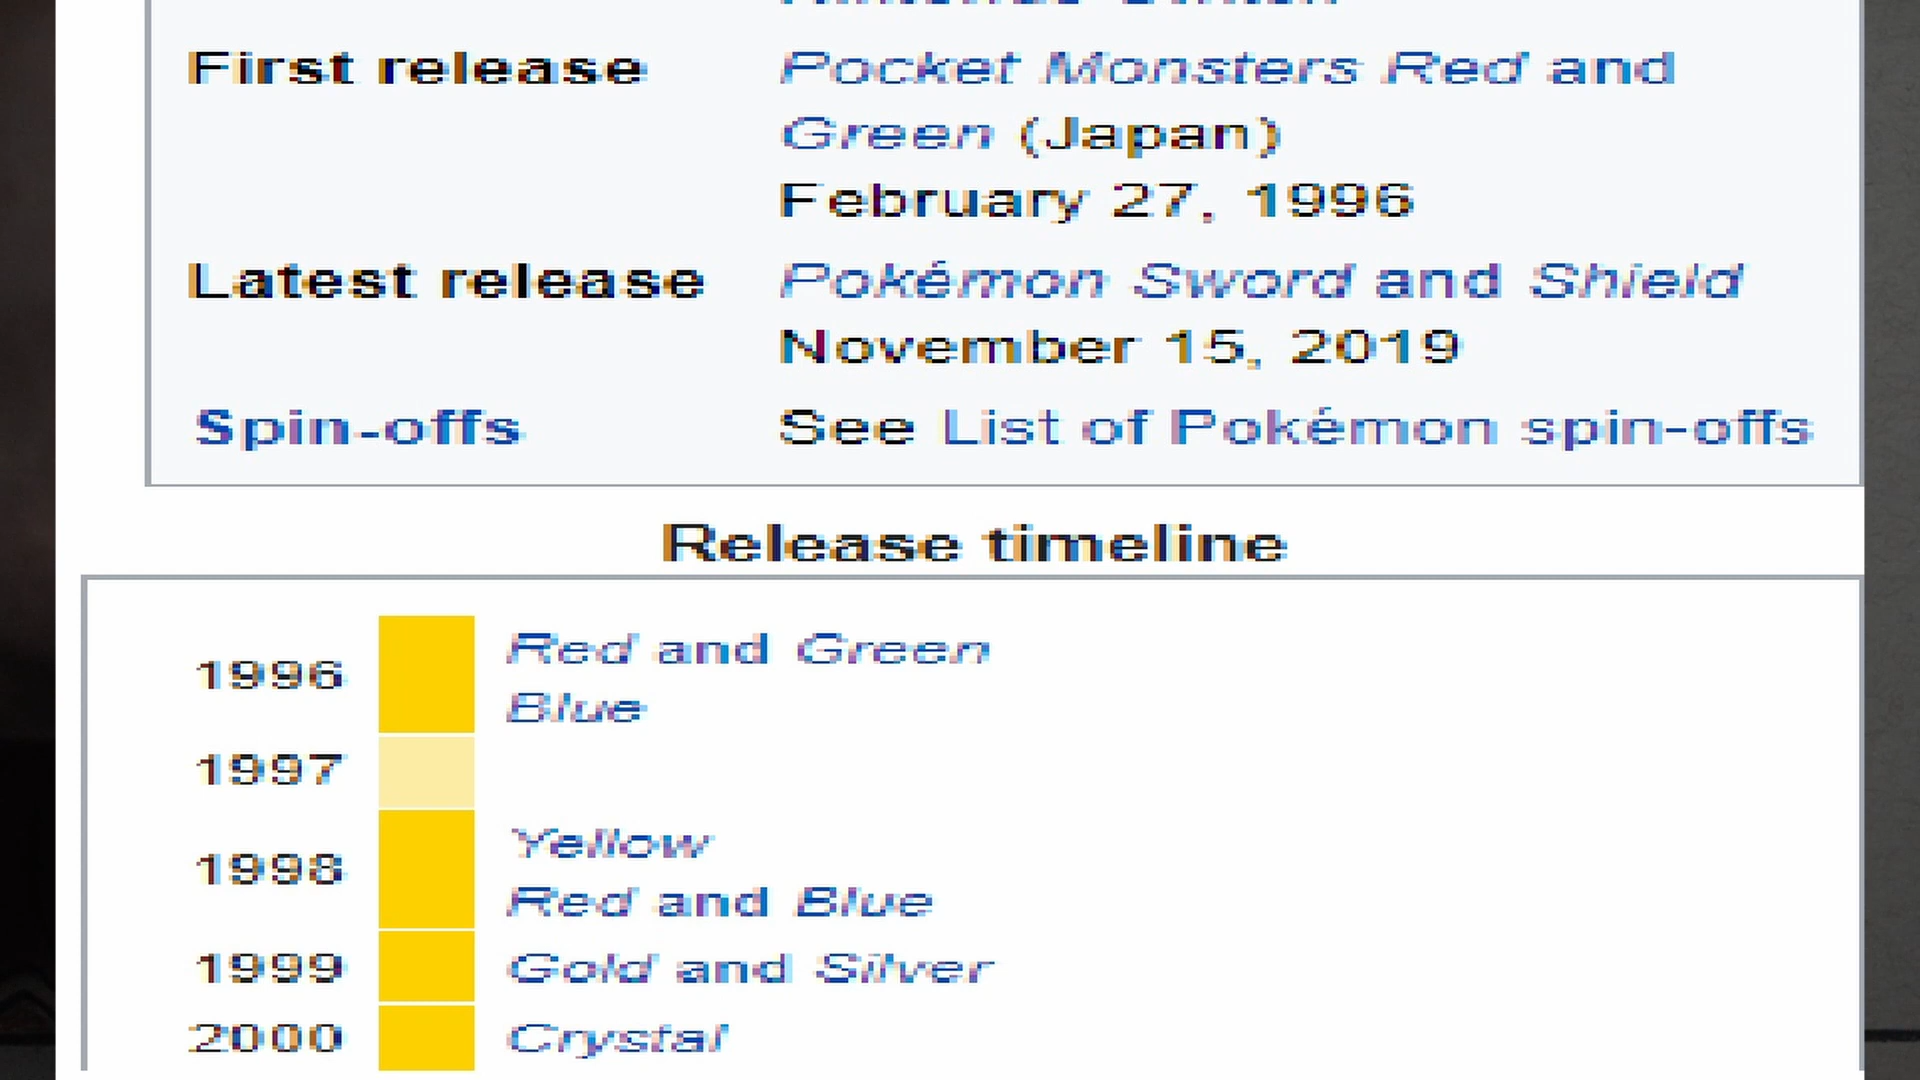 First release Pocket Monsters Red and
Green (Japan)
February 27, 1996
Latest release Pokémon Sword and Shield
November 15, 2019
Spin-offs See List of Pokémon spin-offs
Release timeline
1996 Red and Green
Blue
1997
1998 Yellow
Red and Blue
1999 Gold and Silver
2000 Crystal